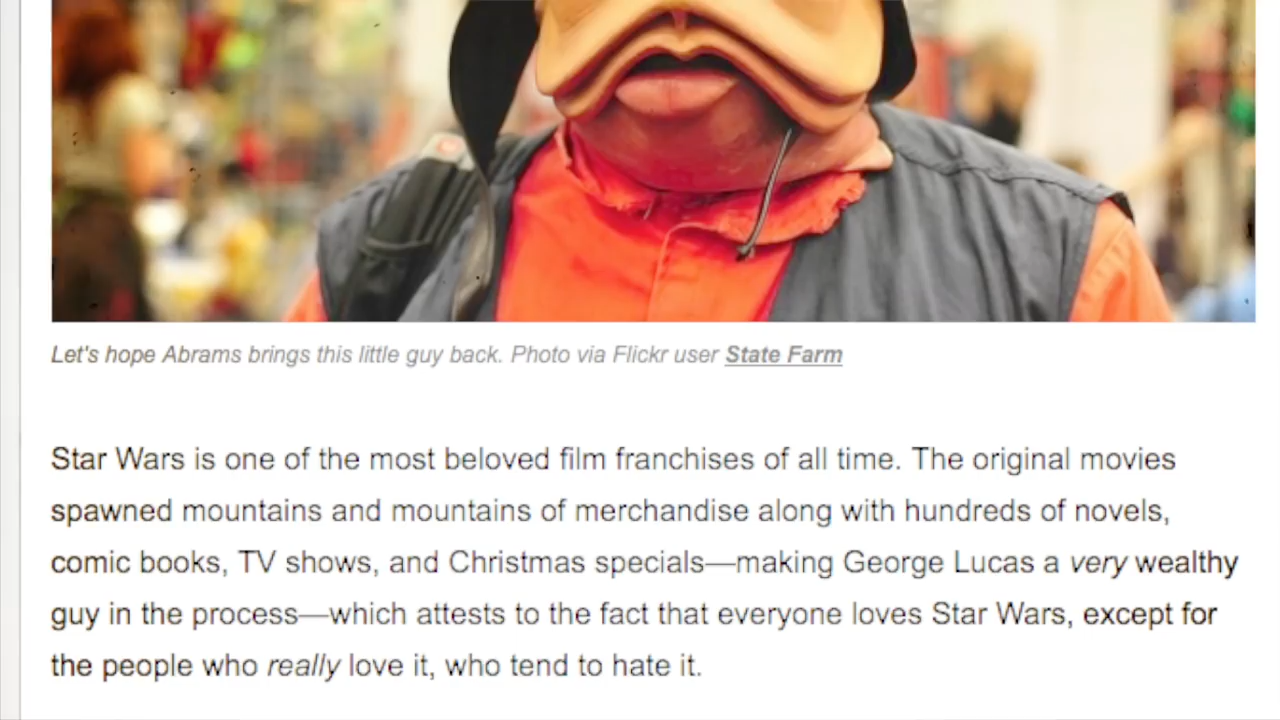 Let's hope Abrams brings this little guy back. Photo via Flickr user State Farm
Star Wars is one of the most beloved film franchises of all time. The original movies
spawned mountains and mountains of merchandise along with hundreds of novels,
comic books, TV shows, and Christmas specials—making George Lucas a very wealthy
guy in the process—which attests to the fact that everyone loves Star Wars, except for
the people who really love it, who tend to hate it.